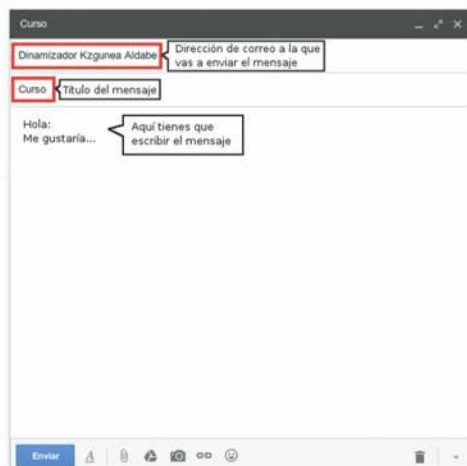 Curso
Dinamizador Kzgunea Aldabe
Dirección de correo a la que
vas a enviar el mensaje
Curso
Título del mensaje
Hola:
Me gustaría...
Aquí tienes que
escribir el mensaje
Enviar